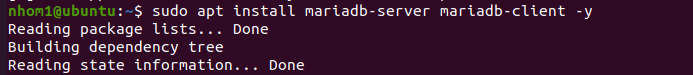 nhom1@ubuntu:~$ sudo apt install mariadb-server mariadb-client -y
Reading package lists... Done
Building dependency tree
Reading state information... Done